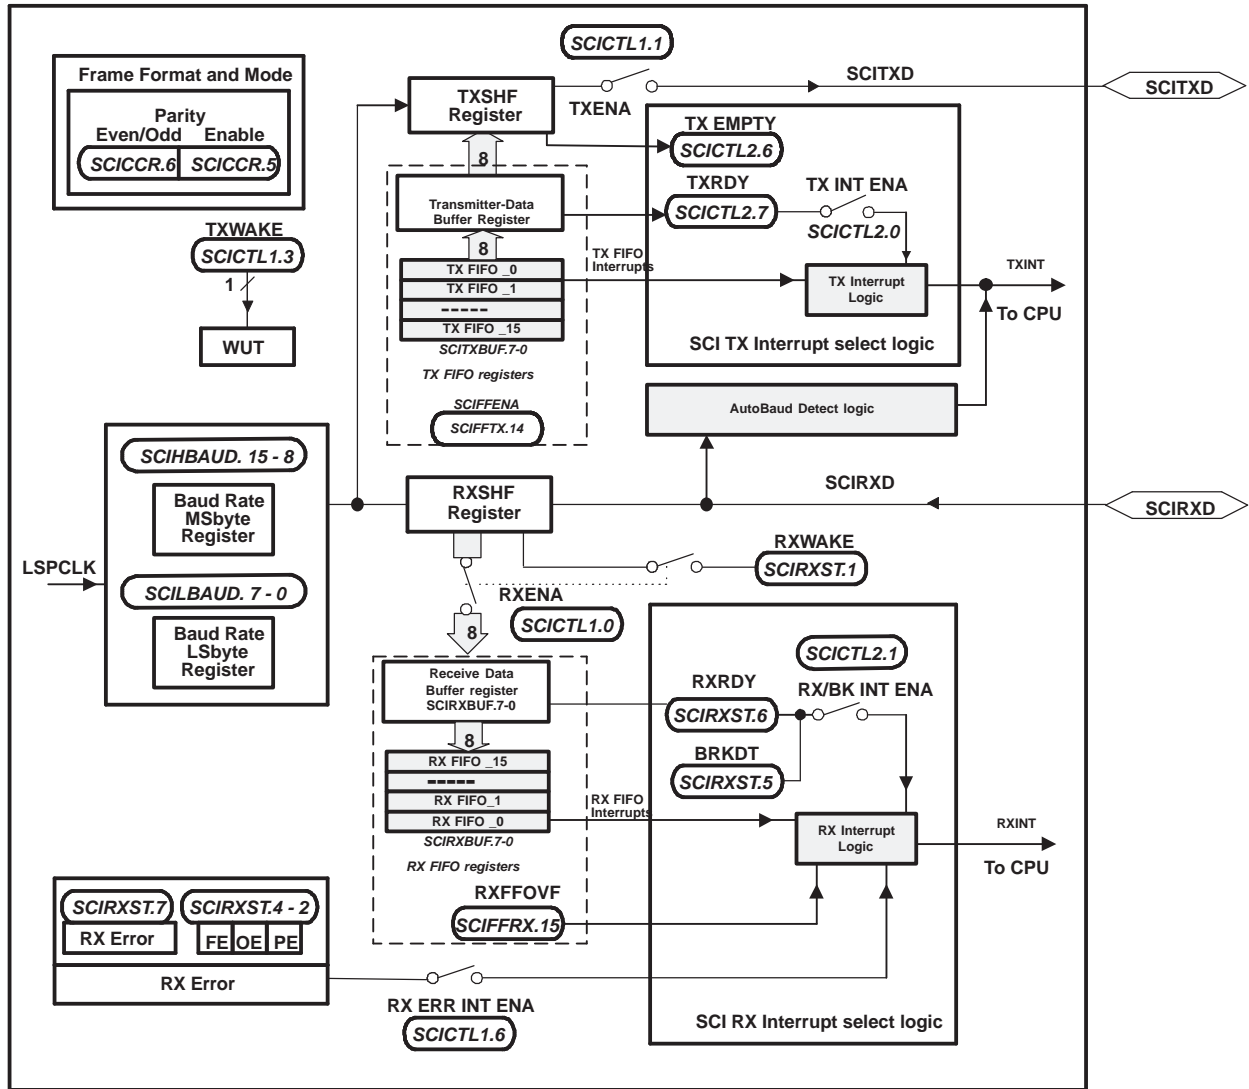 SCICTL1.1
Frame Format and Mode
Parity
Even/Odd Enable
SCICCR.6 SCICCR.5
TXSHF
Register
TXENA
SCITXD
SCITXD
TX EMPTY
SCICTL2.6
8
TXRDY
SCICTL2.7
TX INT ENA
SCICTL2.0
Transmitter-Data
Buffer Register
8
TXWAKE
SCICTL1.3
1
WUT
TX FIFO _0
TX FIFO _1
-----
TX FIFO _15
SCITXBUF.7-0
TX FIFO registers
SCIFFENA
SCIFFTX.14
TX FIFO
Interrupts
TX Interrupt
Logic
TXINT
To CPU
SCI TX Interrupt select logic
AutoBaud Detect logic
SCIHBAUD. 15 - 8
Baud Rate
MSbyte
Register
LSPCLK
SCILBAUD. 7 - 0
Baud Rate
LSbyte
Register
RXSHF
Register
SCIRXD
SCIRXD
RXWAKE
SCIRXST.1
RXENA
SCICTL1.0
8
SCICTL2.1
RX/BK INT ENA
RXRDY
SCIRXST.6
BRKDT
SCIRXST.5
Receive Data
Buffer register
SCIRXBUF.7-0
8
RX FIFO _15
-----
RX FIFO_1
RX FIFO _0
SCIRXBUF.7-0
RX FIFO registers
RX FIFO
Interrupts
RX Interrupt
Logic
RXINT
To CPU
RXFFOVF
SCIFFRX.15
SCIRXST.7 SCIRXST.4 - 2
RX Error FE OE PE
RX Error
RX ERR INT ENA
SCICTL1.6
SCI RX Interrupt select logic